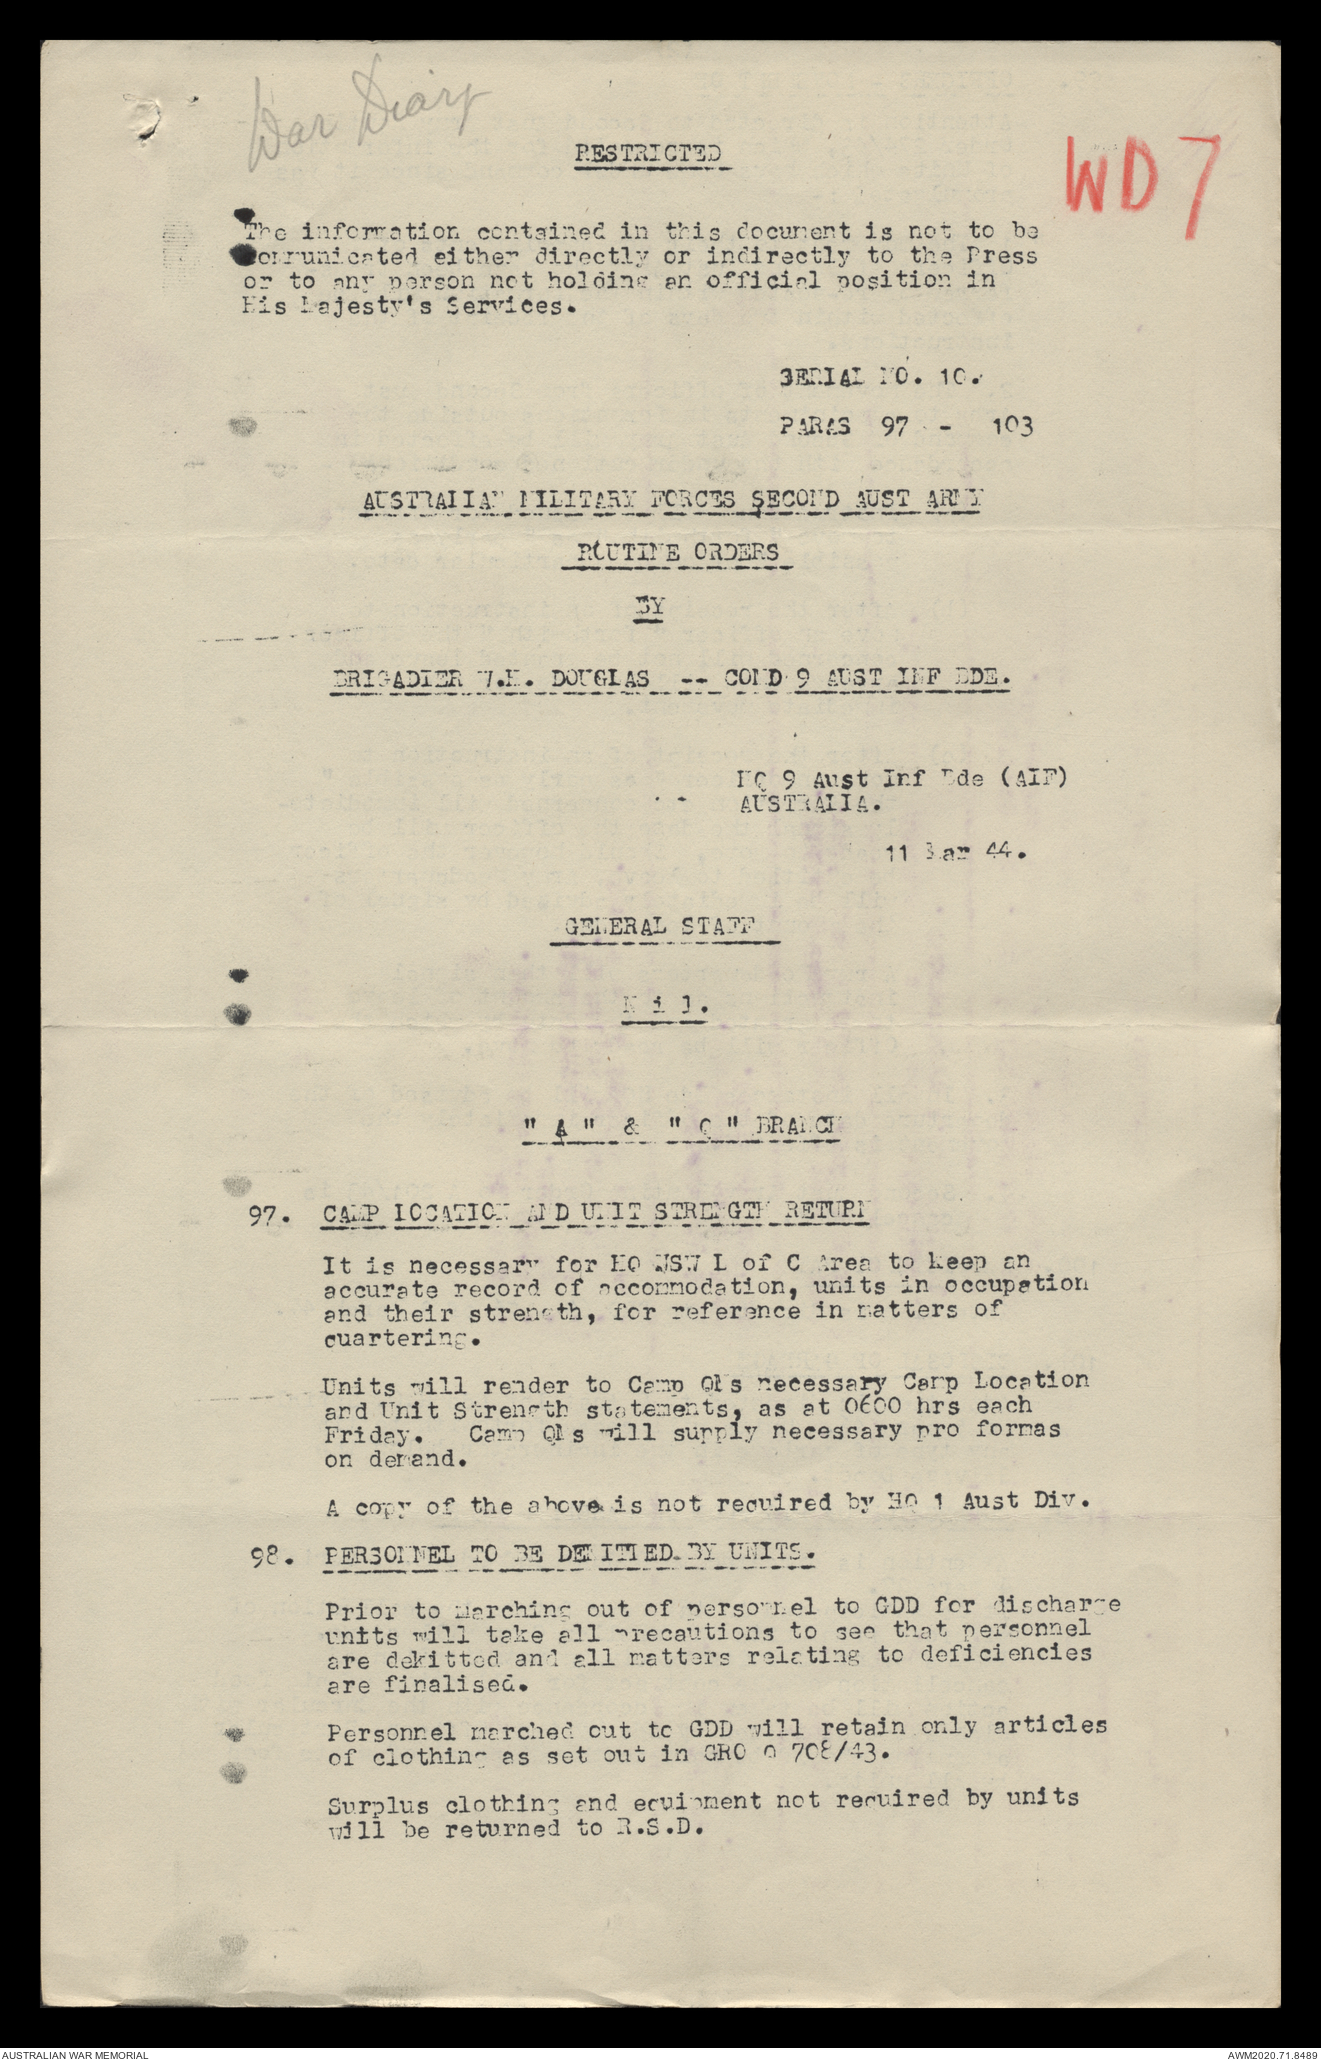 War Diary
RESTRICTED
WD 7
The information contained in this document is not to be
communicated either directly or indirectly to the Press
or to any person not holding an official position in
His Majesty's Services.
SERIAL NO. 10.
PARAS 97 - 103
AUSTRALIAN MILITARY FORCES SECOND AUST ARMY
ROUTINE ORDERS
BY
BRIGADIER W.H. DOUGLAS -- COMD 9 AUST INF BDE.
HQ 9 Aust Inf Bde (AIF)
AUSTRALIA.
11 Mar 44.
GENERAL STAFF
N i l.
" A " & " Q " BRANCH
97. CAMP LOCATION AND UNIT STRENGTH RETURN
It is necessary for HQ NSW L of C Area to keep an
accurate record of accommodation, units in occupation
and their strength, for reference in matters of
quartering.
Units will render to Camp QMs necessary Camp Location
and Unit Strength statements, as at 0600 hrs each
Friday. Camp QMs will supply necessary pro formas
on demand.
A copy of the above is not required by HQ 1 Aust Div.
98. PERSONNEL TO BE DEKITTED BY UNITS.
Prior to marching out of personnel to GDD for discharge
units will take all precautions to see that personnel
are dekitted and all matters relating to deficiencies
are finalised.
Personnel marched out to GDD will retain only articles
of clothing as set out in GRO Q 708/43.
Surplus clothing and equipment not required by units
will be returned to R.S.D.
AUSTRALIAN WAR MEMORIAL
AWM2020.71.8489